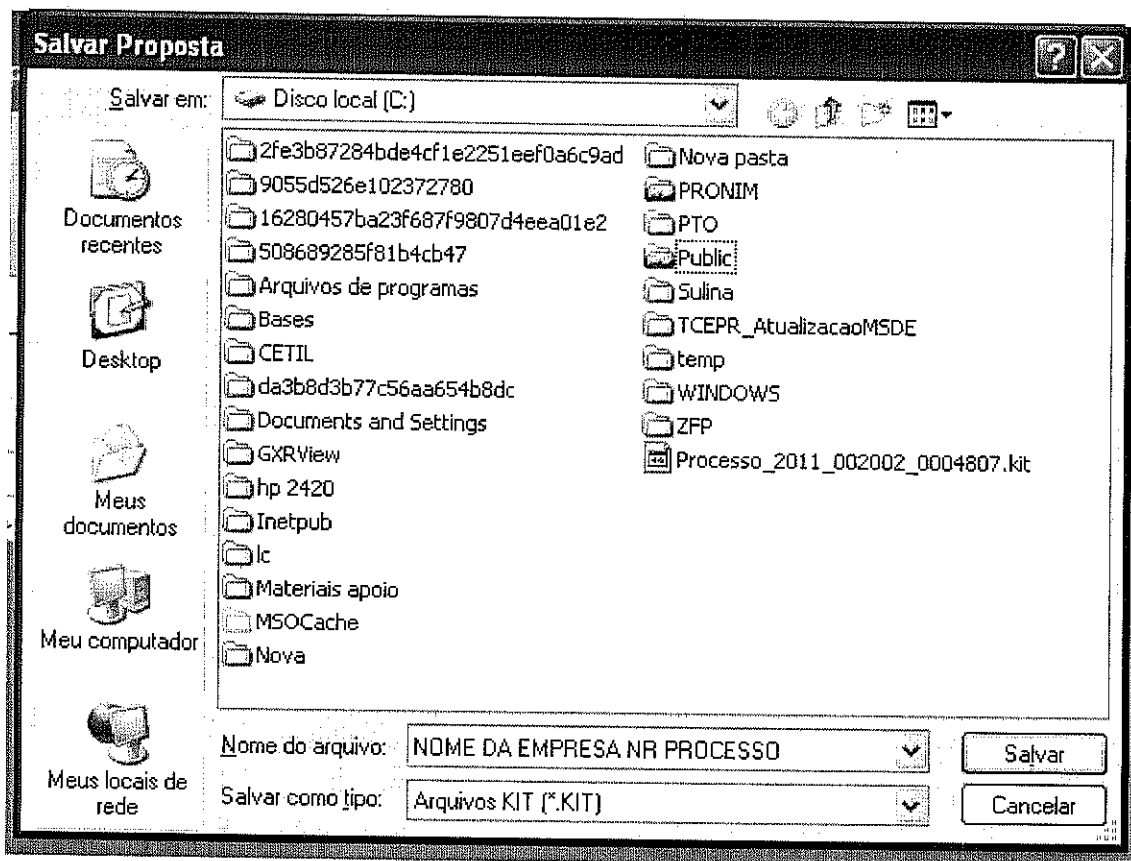 Salvar Proposta
Salvar em:
Disco local (C:)
Documentos
recentes
Desktop
Meus
documentos
Meu computador
Meus locais de
rede
2fe3b87284bde4cf1e2251eef0a6c9ad
9055d526e102372780
16280457ba23f687f9807d4eea01e2
508689285f81b4cb47
Arquivos de programas
Bases
CETIL
da3b8d3b77c56aa654b8dc
Documents and Settings
GXRView
hp 2420
Inetpub
lc
Materiais apoio
MSOCache
Nova
Nova pasta
PRONIM
PTO
Public
Sulina
TCEPR_AtualizacaoMSDE
temp
WINDOWS
ZFP
Processo_2011_002002_0004807.kit
Nome do arquivo:
NOME DA EMPRESA NR PROCESSO
Salvar
Salvar como tipo:
Arquivos KIT (*.KIT)
Cancelar